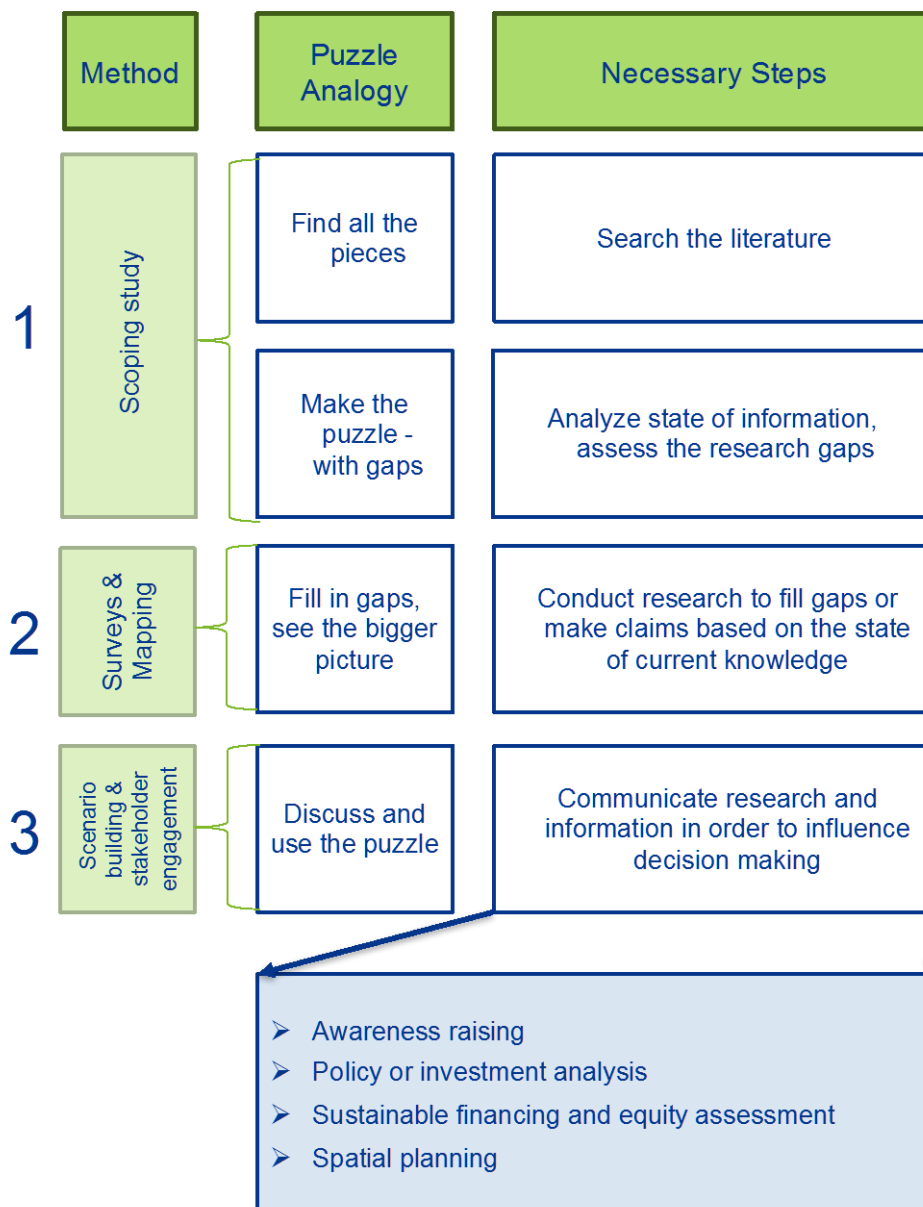 Method
Puzzle
Analogy
Necessary Steps
1
Scoping study
Find all the
pieces
Search the literature
Make the
puzzle -
with gaps
Analyze state of information,
assess the research gaps
2
Surveys &
Mapping
Fill in gaps,
see the bigger
picture
Conduct research to fill gaps or
make claims based on the state
of current knowledge
3
Scenario
building &
stakeholder
engagement
Discuss and
use the puzzle
Communicate research and
information in order to influence
decision making
➢ Awareness raising
➢ Policy or investment analysis
➢ Sustainable financing and equity assessment
➢ Spatial planning